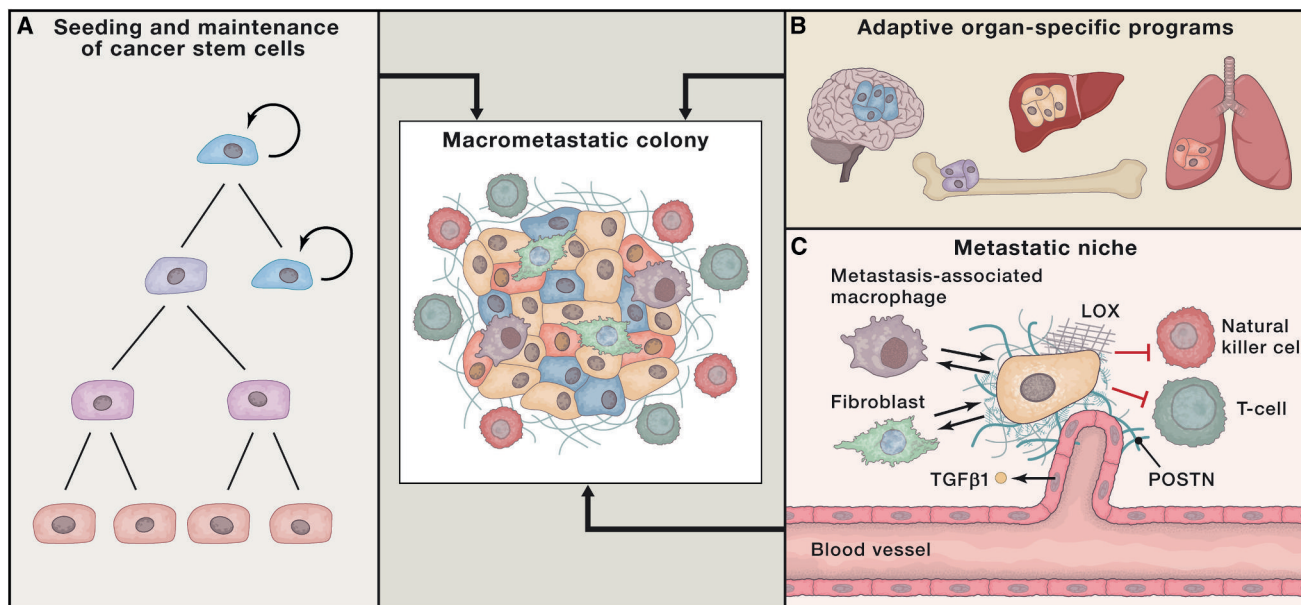 A
Seeding and maintenance
of cancer stem cells
Macrometastatic colony
B
Adaptive organ-specific programs
C
Metastatic niche
Metastasis-associated
macrophage
LOX
Natural
killer cel
Fibroblast
T-cell
TGFβ1
POSTN
Blood vessel